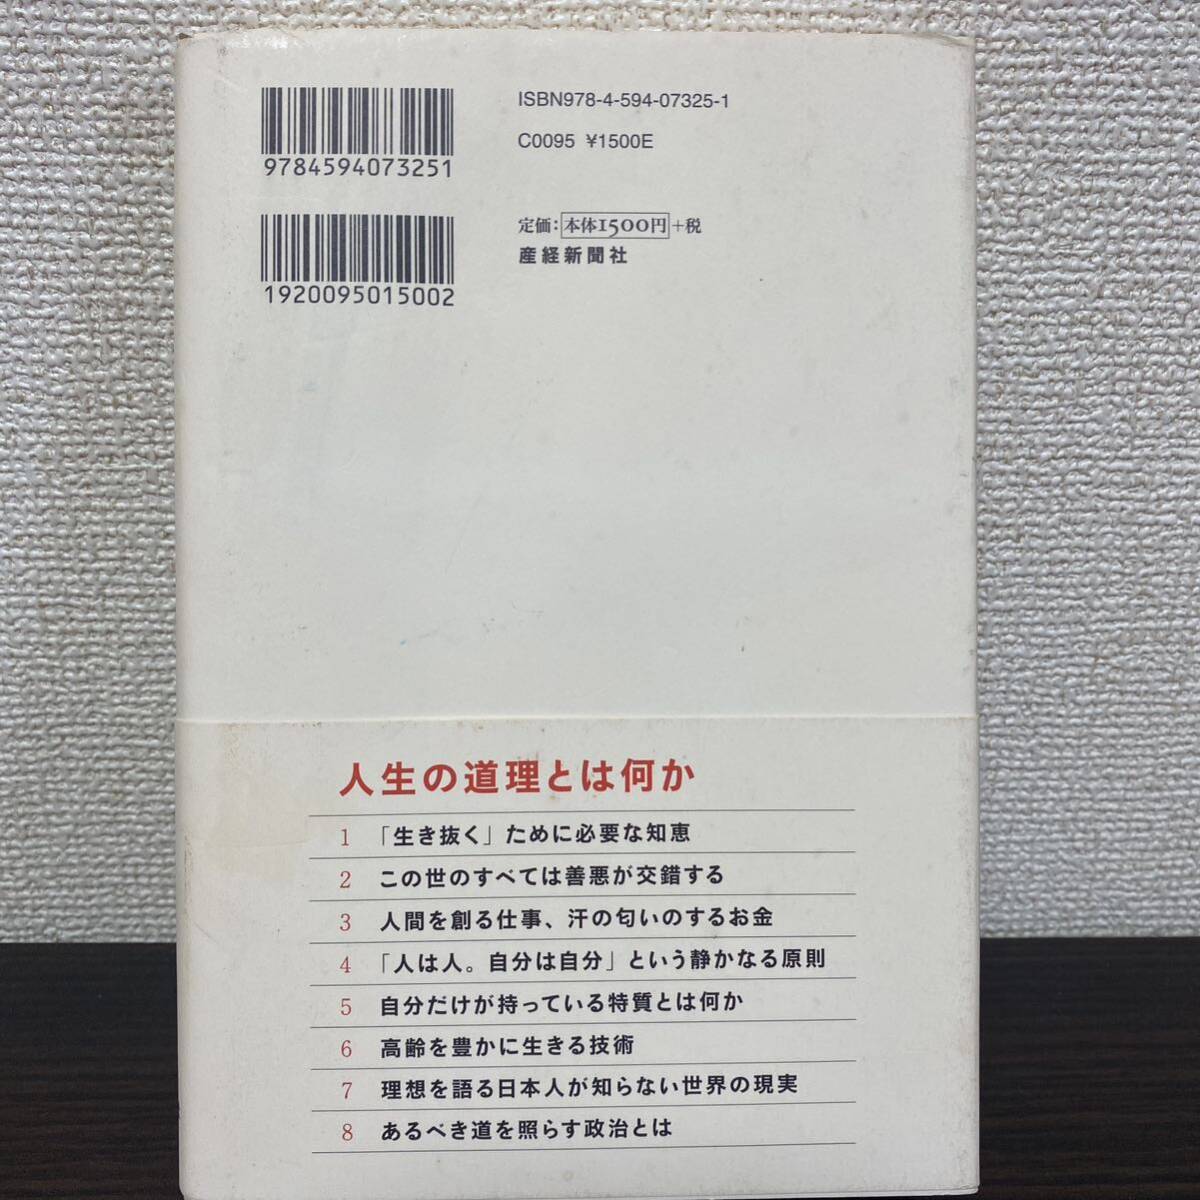 9784594073251
1920095015002
ISBN978-4-594-07325-1
C0095 ¥1500E
定価:本体1500円+税
産経新聞社
人生の道理とは何か
1 「生き抜く」ために必要な知恵
2 この世のすべては善悪が交錯する
3 人間を創る仕事、汗の匂いのするお金
4 「人は人。自分は自分」という静かなる原則
5 自分だけが持っている特質とは何か
6 高齢を豊かに生きる技術
7 理想を語る日本人が知らない世界の現実
8 あるべき道を照らす政治とは